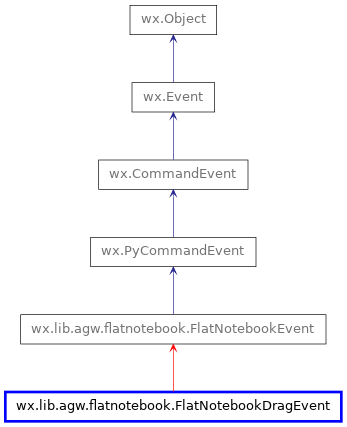 wx.Object
wx.Event
wx.CommandEvent
wx.PyCommandEvent
wx.lib.agw.flatnotebook.FlatNotebookEvent
wx.lib.agw.flatnotebook.FlatNotebookDragEvent